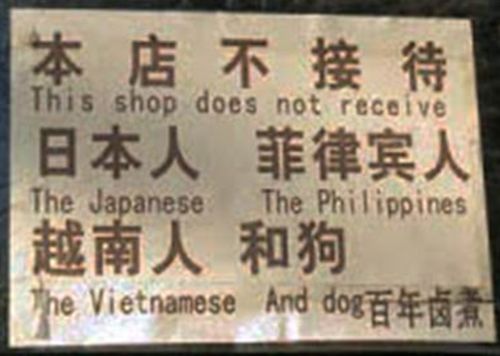 本店不接待
This shop does not receive
日本人 菲律宾人
The Japanese The Philippines
越南人 和狗
The Vietnamese And dog 百年卤煮